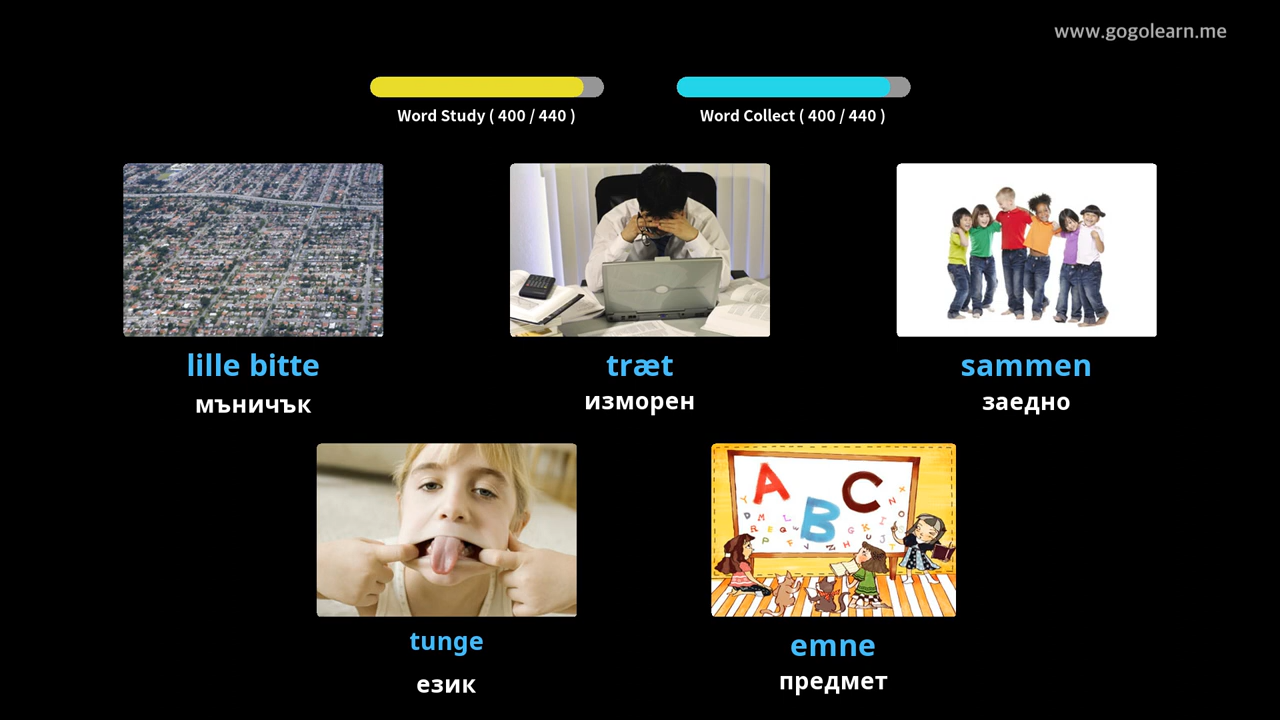 www.gogolearn.me
Word Study ( 400 / 440 )
Word Collect ( 400 / 440 )
lille bitte
мъничък
træt
изморен
sammen
заедно
A B C
tunge
език
emne
предмет